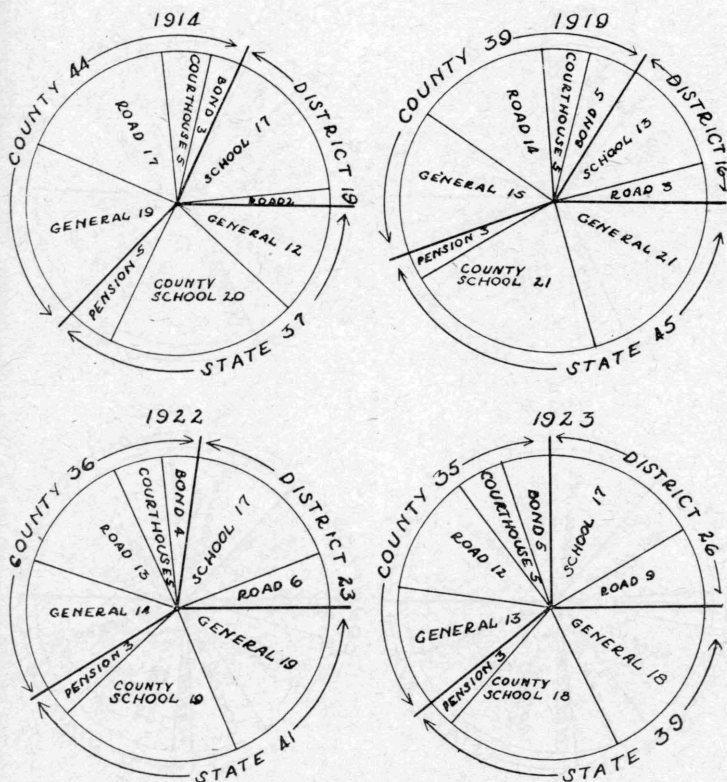 1914
COUNTY 44
DISTRICT 19
STATE 37
ROAD 17
COURTHOUSE 5
BOND 3
SCHOOL 17
ROAD 2
GENERAL 19
GENERAL 12
PENSION 5
COUNTY
SCHOOL 20
1919
COUNTY 39
DISTRICT 16
STATE 45
ROAD 14
COURTHOUSE 5
BOND 5
SCHOOL 13
ROAD 3
GENERAL 15
GENERAL 21
PENSION 3
COUNTY
SCHOOL 21
1922
COUNTY 36
DISTRICT 23
STATE 41
ROAD 13
COURTHOUSE 5
BOND 4
SCHOOL 17
ROAD 6
GENERAL 14
GENERAL 19
PENSION 3
COUNTY
SCHOOL 19
1923
COUNTY 35
DISTRICT 26
STATE 39
ROAD 12
COURTHOUSE 5
BOND 5
SCHOOL 17
ROAD 9
GENERAL 13
GENERAL 18
PENSION 3
COUNTY
SCHOOL 18